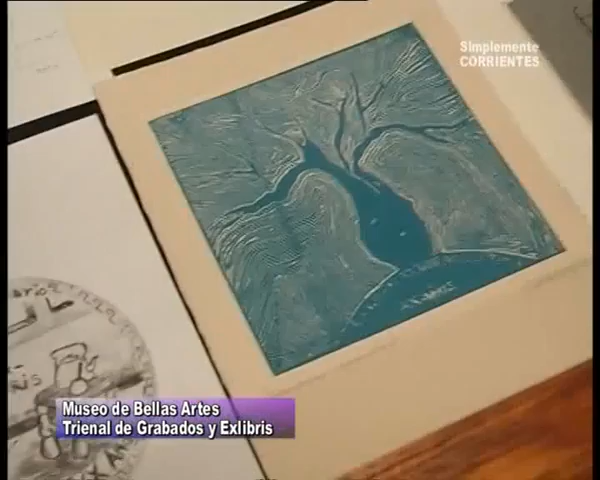 Simplemente
CORRIENTES
Museo de Bellas Artes
Trienal de Grabados y Exlibris